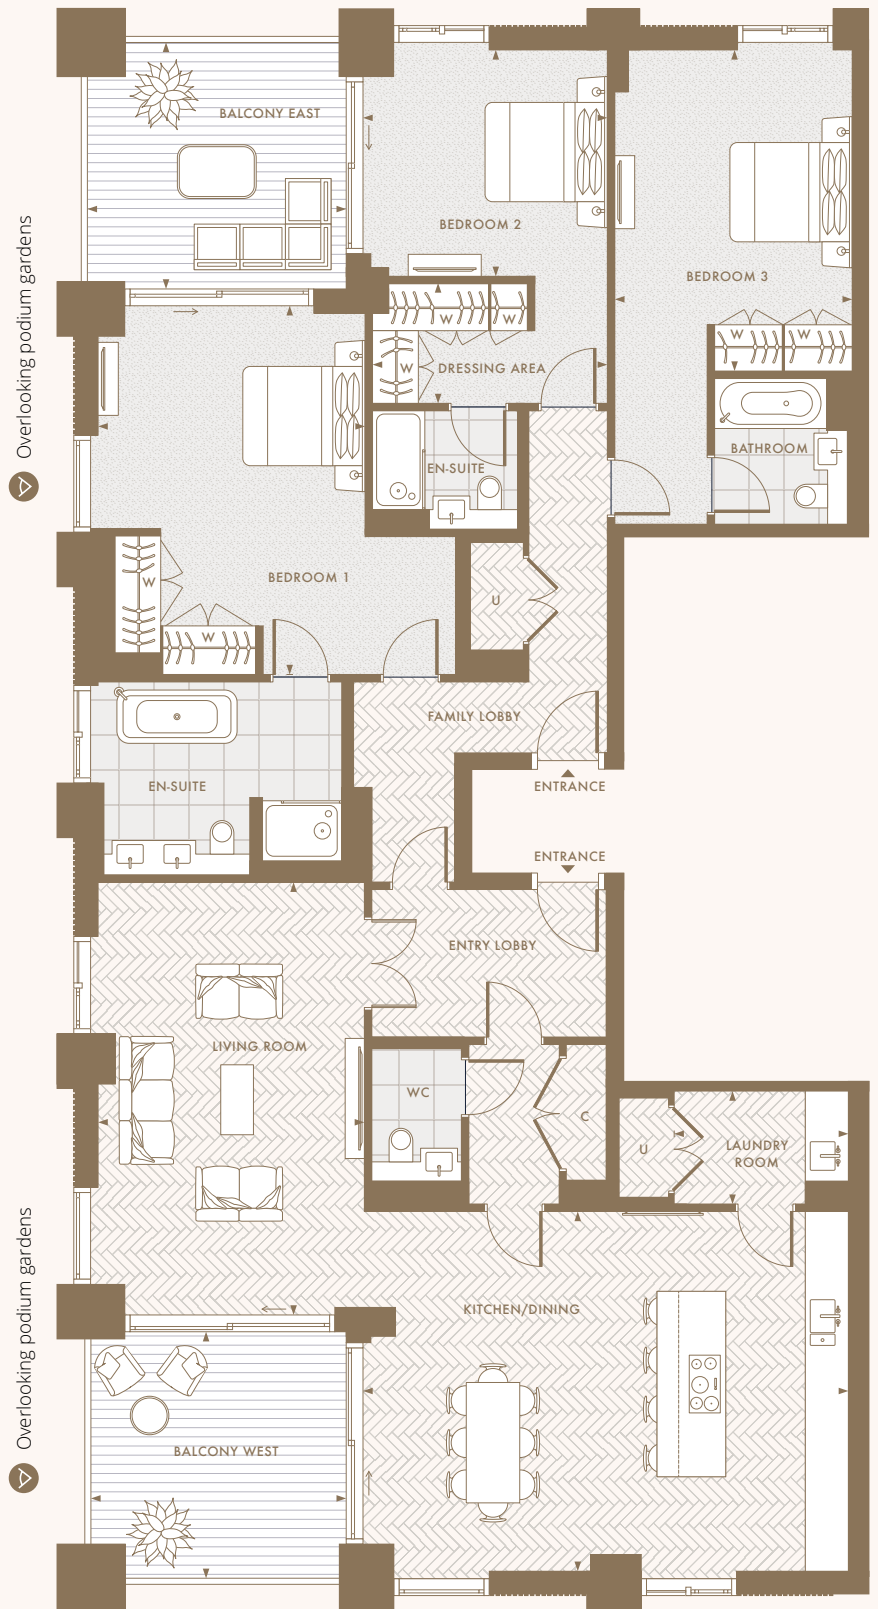 BALCONY EAST
BEDROOM 2
BEDROOM 3
Overlooking podium gardens
W
W
W
W
DRESSING AREA
W
EN-SUITE
BATHROOM
BEDROOM 1
W
U
W
FAMILY LOBBY
EN-SUITE
ENTRANCE
ENTRANCE
ENTRY LOBBY
LIVING ROOM
WC
C
U
LAUNDRY
ROOM
Overlooking podium gardens
KITCHEN/DINING
BALCONY WEST